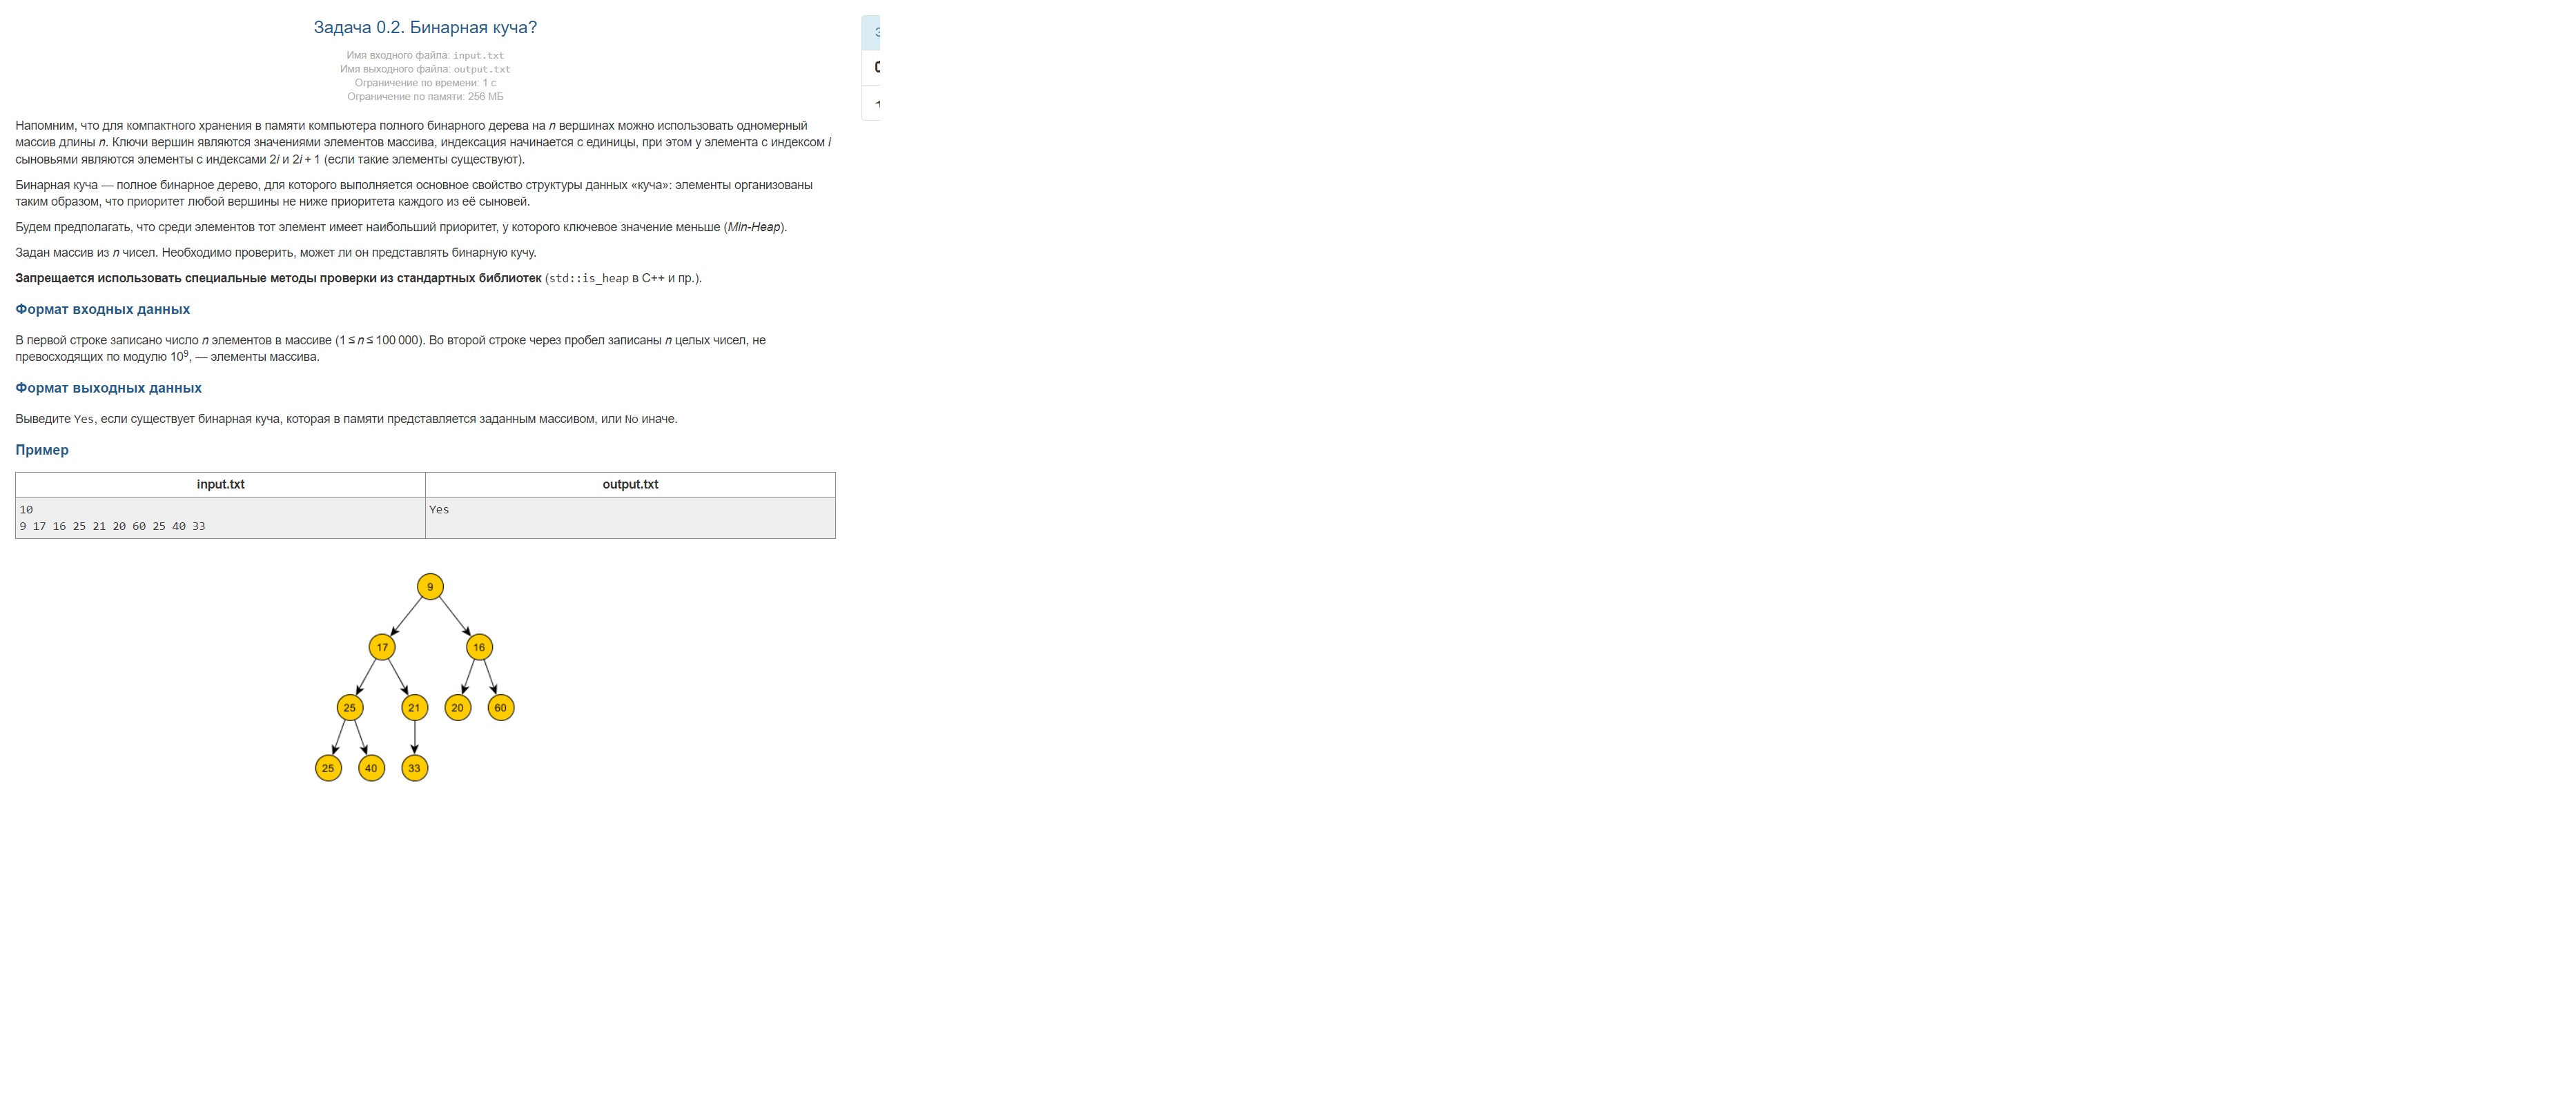 Задача 0.2. Бинарная куча?
Имя входного файла: input.txt
Имя выходного файла: output.txt
Ограничение по времени: 1 с
Ограничение по памяти: 256 МБ
Напомним, что для компактного хранения в памяти компьютера полного бинарного дерева на n вершинах можно использовать одномерный
массив длины n. Ключи вершин являются значениями элементов массива, индексация начинается с единицы, при этом у элемента с индексом i
сыновьями являются элементы с индексами 2i и 2i + 1 (если такие элементы существуют).
Бинарная куча — полное бинарное дерево, для которого выполняется основное свойство структуры данных «куча»: элементы организованы
таким образом, что приоритет любой вершины не ниже приоритета каждого из её сыновей.
Будем предполагать, что среди элементов тот элемент имеет наибольший приоритет, у которого ключевое значение меньше (Min-Heap).
Задан массив из n чисел. Необходимо проверить, может ли он представлять бинарную кучу.
Запрещается использовать специальные методы проверки из стандартных библиотек (std::is_heap в C++ и пр.).
Формат входных данных
В первой строке записано число n элементов в массиве (1 ≤ n ≤ 100 000). Во второй строке через пробел записаны n целых чисел, не
превосходящих по модулю 10⁹, — элементы массива.
Формат выходных данных
Выведите Yes, если существует бинарная куча, которая в памяти представляется заданным массивом, или No иначе.
Пример
input.txt output.txt
10 Yes
9 17 16 25 21 20 60 25 40 33
9
17 16
25 21 20 60
25 40 33